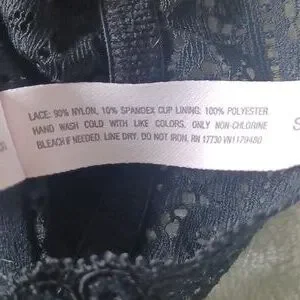 LACE: 90% NYLON, 10% SPANDEX CUP LINING: 100% POLYESTER
HAND WASH COLD WITH LIKE COLORS. ONLY NON-CHLORINE
BLEACH IF NEEDED. LINE DRY. DO NOT IRON. RN 17730 VN1179480